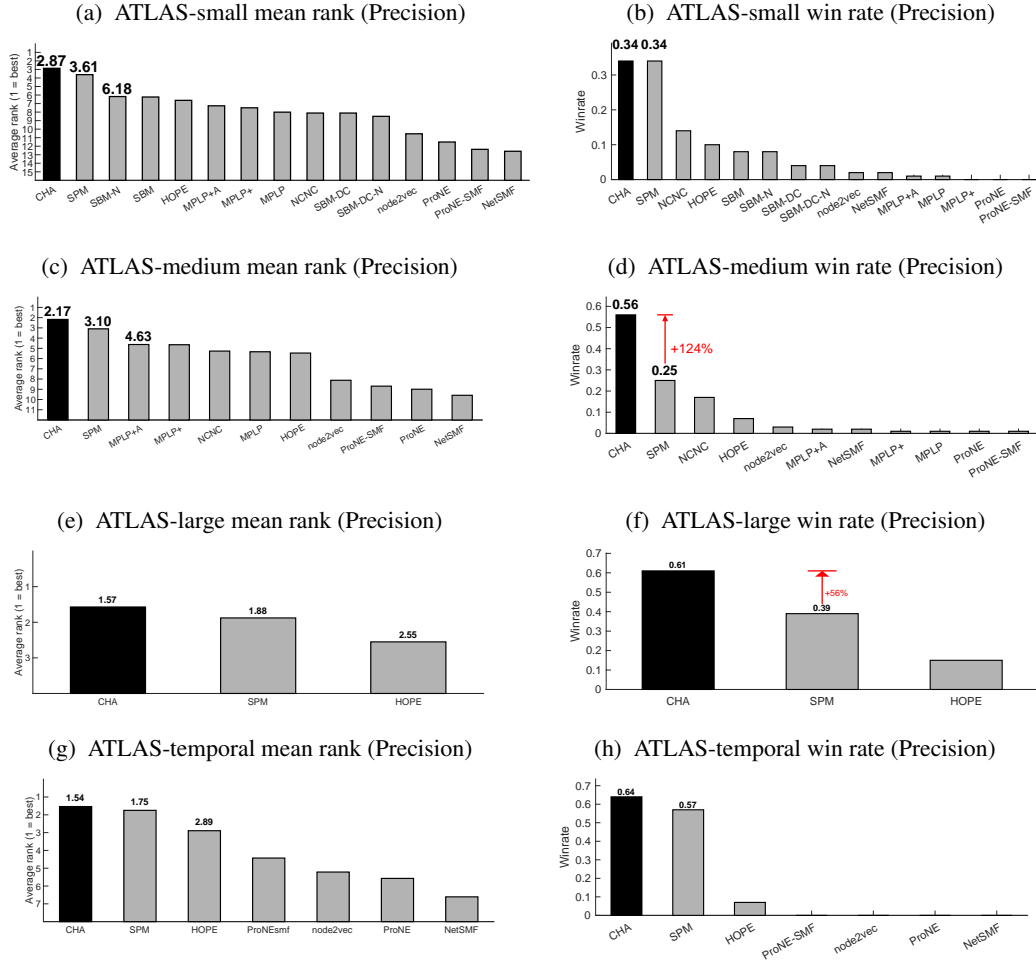 (a) ATLAS-small mean rank (Precision)
Average rank (1 = best)
1
2
3
4
5
6
7
8
9
10
11
12
13
14
15
2.87
3.61
6.18
CHA
SPM
SBM-N
SBM
HOPE
MPLP+A
MPLP+
MPLP
NCNC
SBM-DC
SBM-DC-N
node2vec
ProNE
ProNE-SMF
NetSMF
(b) ATLAS-small win rate (Precision)
Winrate
0.3
0.2
0.1
0
0.34
0.34
CHA
SPM
NCNC
HOPE
SBM
SBM-N
SBM-DC
SBM-DC-N
node2vec
NetSMF
MPLP+A
MPLP
MPLP+
ProNE
ProNE-SMF
(c) ATLAS-medium mean rank (Precision)
Average rank (1 = best)
1
2
3
4
5
6
7
8
9
10
11
2.17
3.10
4.63
CHA
SPM
MPLP+A
MPLP+
NCNC
MPLP
HOPE
node2vec
ProNE-SMF
ProNE
NetSMF
(d) ATLAS-medium win rate (Precision)
Winrate
0.6
0.5
0.4
0.3
0.2
0.1
0
0.56
+124%
0.25
CHA
SPM
NCNC
HOPE
node2vec
MPLP+A
NetSMF
MPLP+
MPLP
ProNE
ProNE-SMF
(e) ATLAS-large mean rank (Precision)
Average rank (1 = best)
1
2
3
1.57
1.88
2.55
CHA
SPM
HOPE
(f) ATLAS-large win rate (Precision)
Winrate
0.7
0.6
0.5
0.4
0.3
0.2
0.1
0
0.61
+56%
0.39
CHA
SPM
HOPE
(g) ATLAS-temporal mean rank (Precision)
Average rank (1 = best)
1
2
3
4
5
6
7
1.54
1.75
2.89
CHA
SPM
HOPE
ProNEsmf
node2vec
ProNE
NetSMF
(h) ATLAS-temporal win rate (Precision)
Winrate
0.7
0.6
0.5
0.4
0.3
0.2
0.1
0
0.64
0.57
CHA
SPM
HOPE
ProNE-SMF
node2vec
ProNE
NetSMF